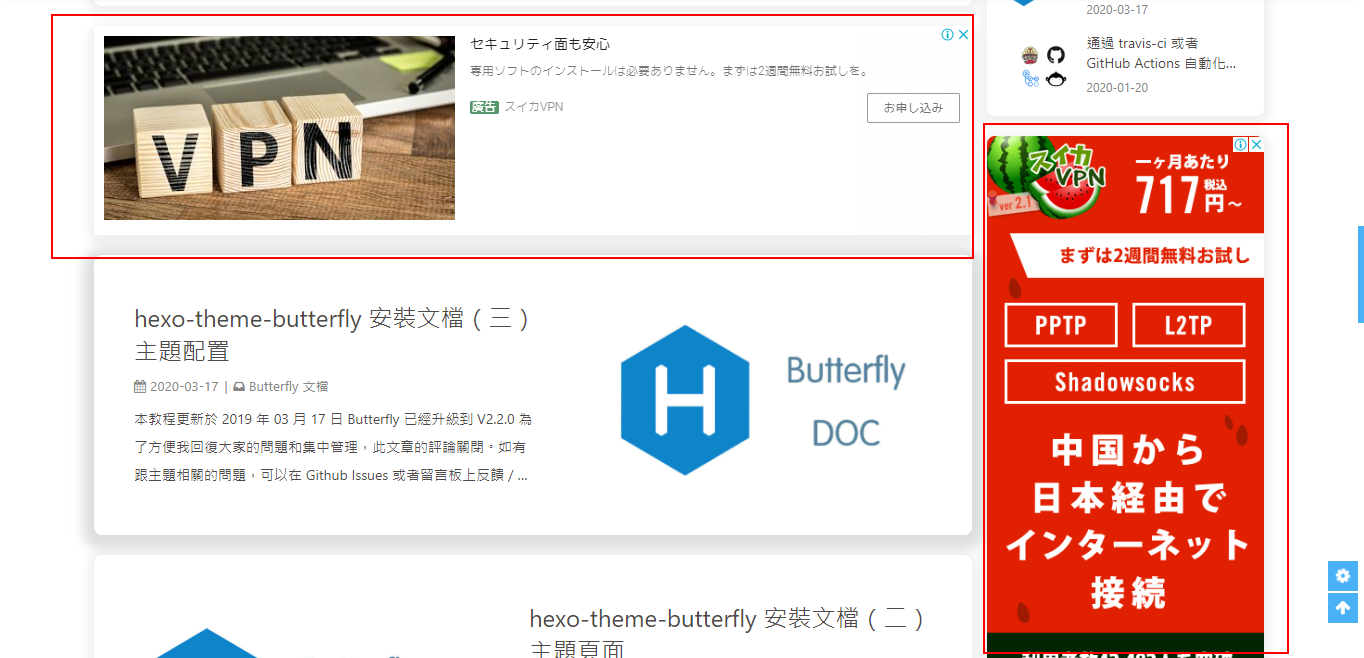 セキュリティ面も安心
専用ソフトのインストールは必要ありません。まずは2週間無料お試しを。
廣告 スイカVPN
お申し込み
VPN
hexo-theme-butterfly 安裝文檔（三）
主題配置
2020-03-17 | Butterfly 文檔
本教程更新於 2019 年 03 月 17 日 Butterfly 已經升級到 V2.2.0 為
了方便我回復大家的問題和集中管理，此文章的評論關閉。如有
跟主題相關的問題，可以在 Github Issues 或者留言板上反饋 / ...
H
Butterfly
DOC
hexo-theme-butterfly 安裝文檔（二）
主題頁面
2020-03-17
通過 travis-ci 或者
GitHub Actions 自動化...
2020-01-20
スイカ
VPN
ver 2.1
一ヶ月あたり
717円～
税込
まずは2週間無料お試し
PPTP
L2TP
Shadowsocks
中国から
日本経由で
インターネット
接続